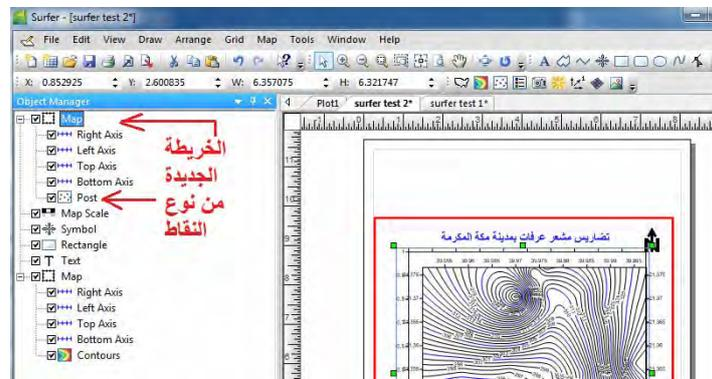 Surfer - [surfer test 2*]
File Edit View Draw Arrange Grid Map Tools Window Help
X: 0.852925 Y: 2.600835 W: 6.357075 H: 6.321747
Object Manager
Plot1 surfer test 2* surfer test 1*
Map
Right Axis
Left Axis
Top Axis
Bottom Axis
Post
Map Scale
Symbol
Rectangle
Text
Map
Right Axis
Left Axis
Top Axis
Bottom Axis
Contours
الخريطة
الجديدة
من نوع
النقاط
تضاريس مشعر عرفات بمدينة مكة المكرمة
N